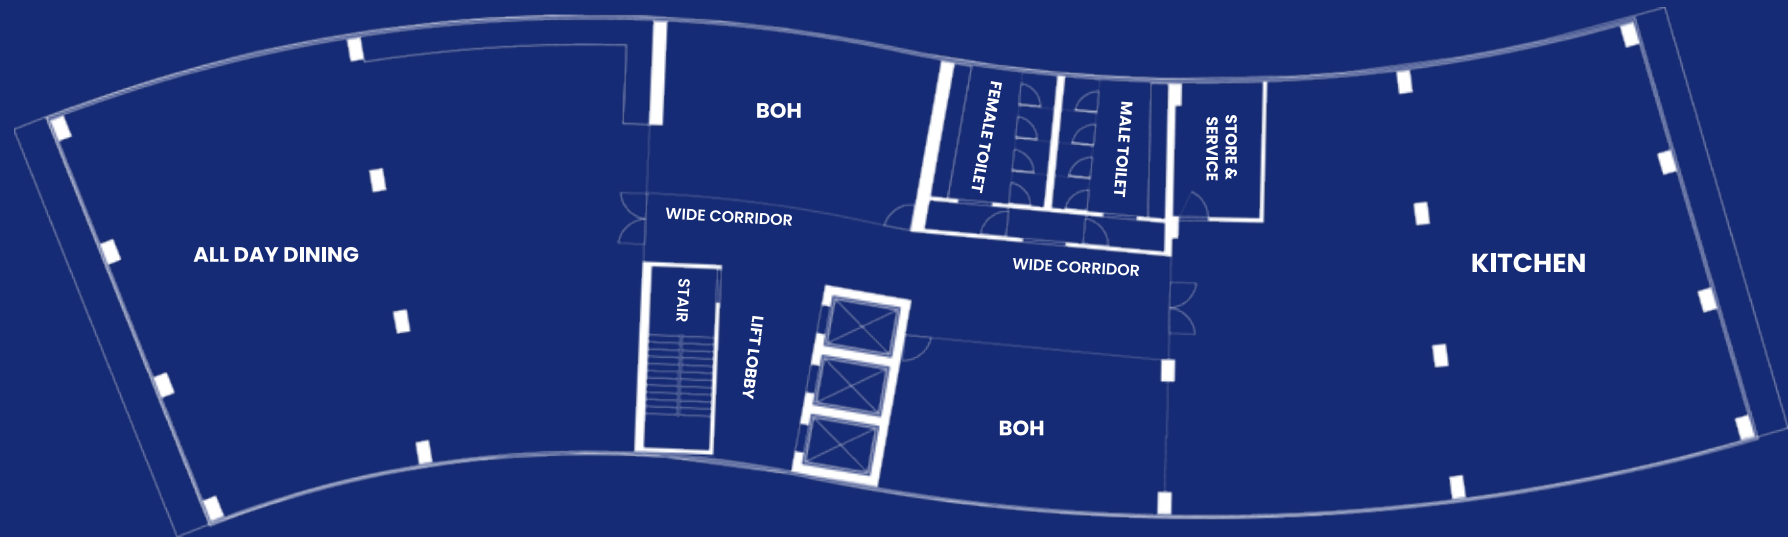 BOH
FEMALE TOILET
MALE TOILET
STORE &
SERVICE
WIDE CORRIDOR
ALL DAY DINING
WIDE CORRIDOR
KITCHEN
STAIR
LIFT LOBBY
BOH